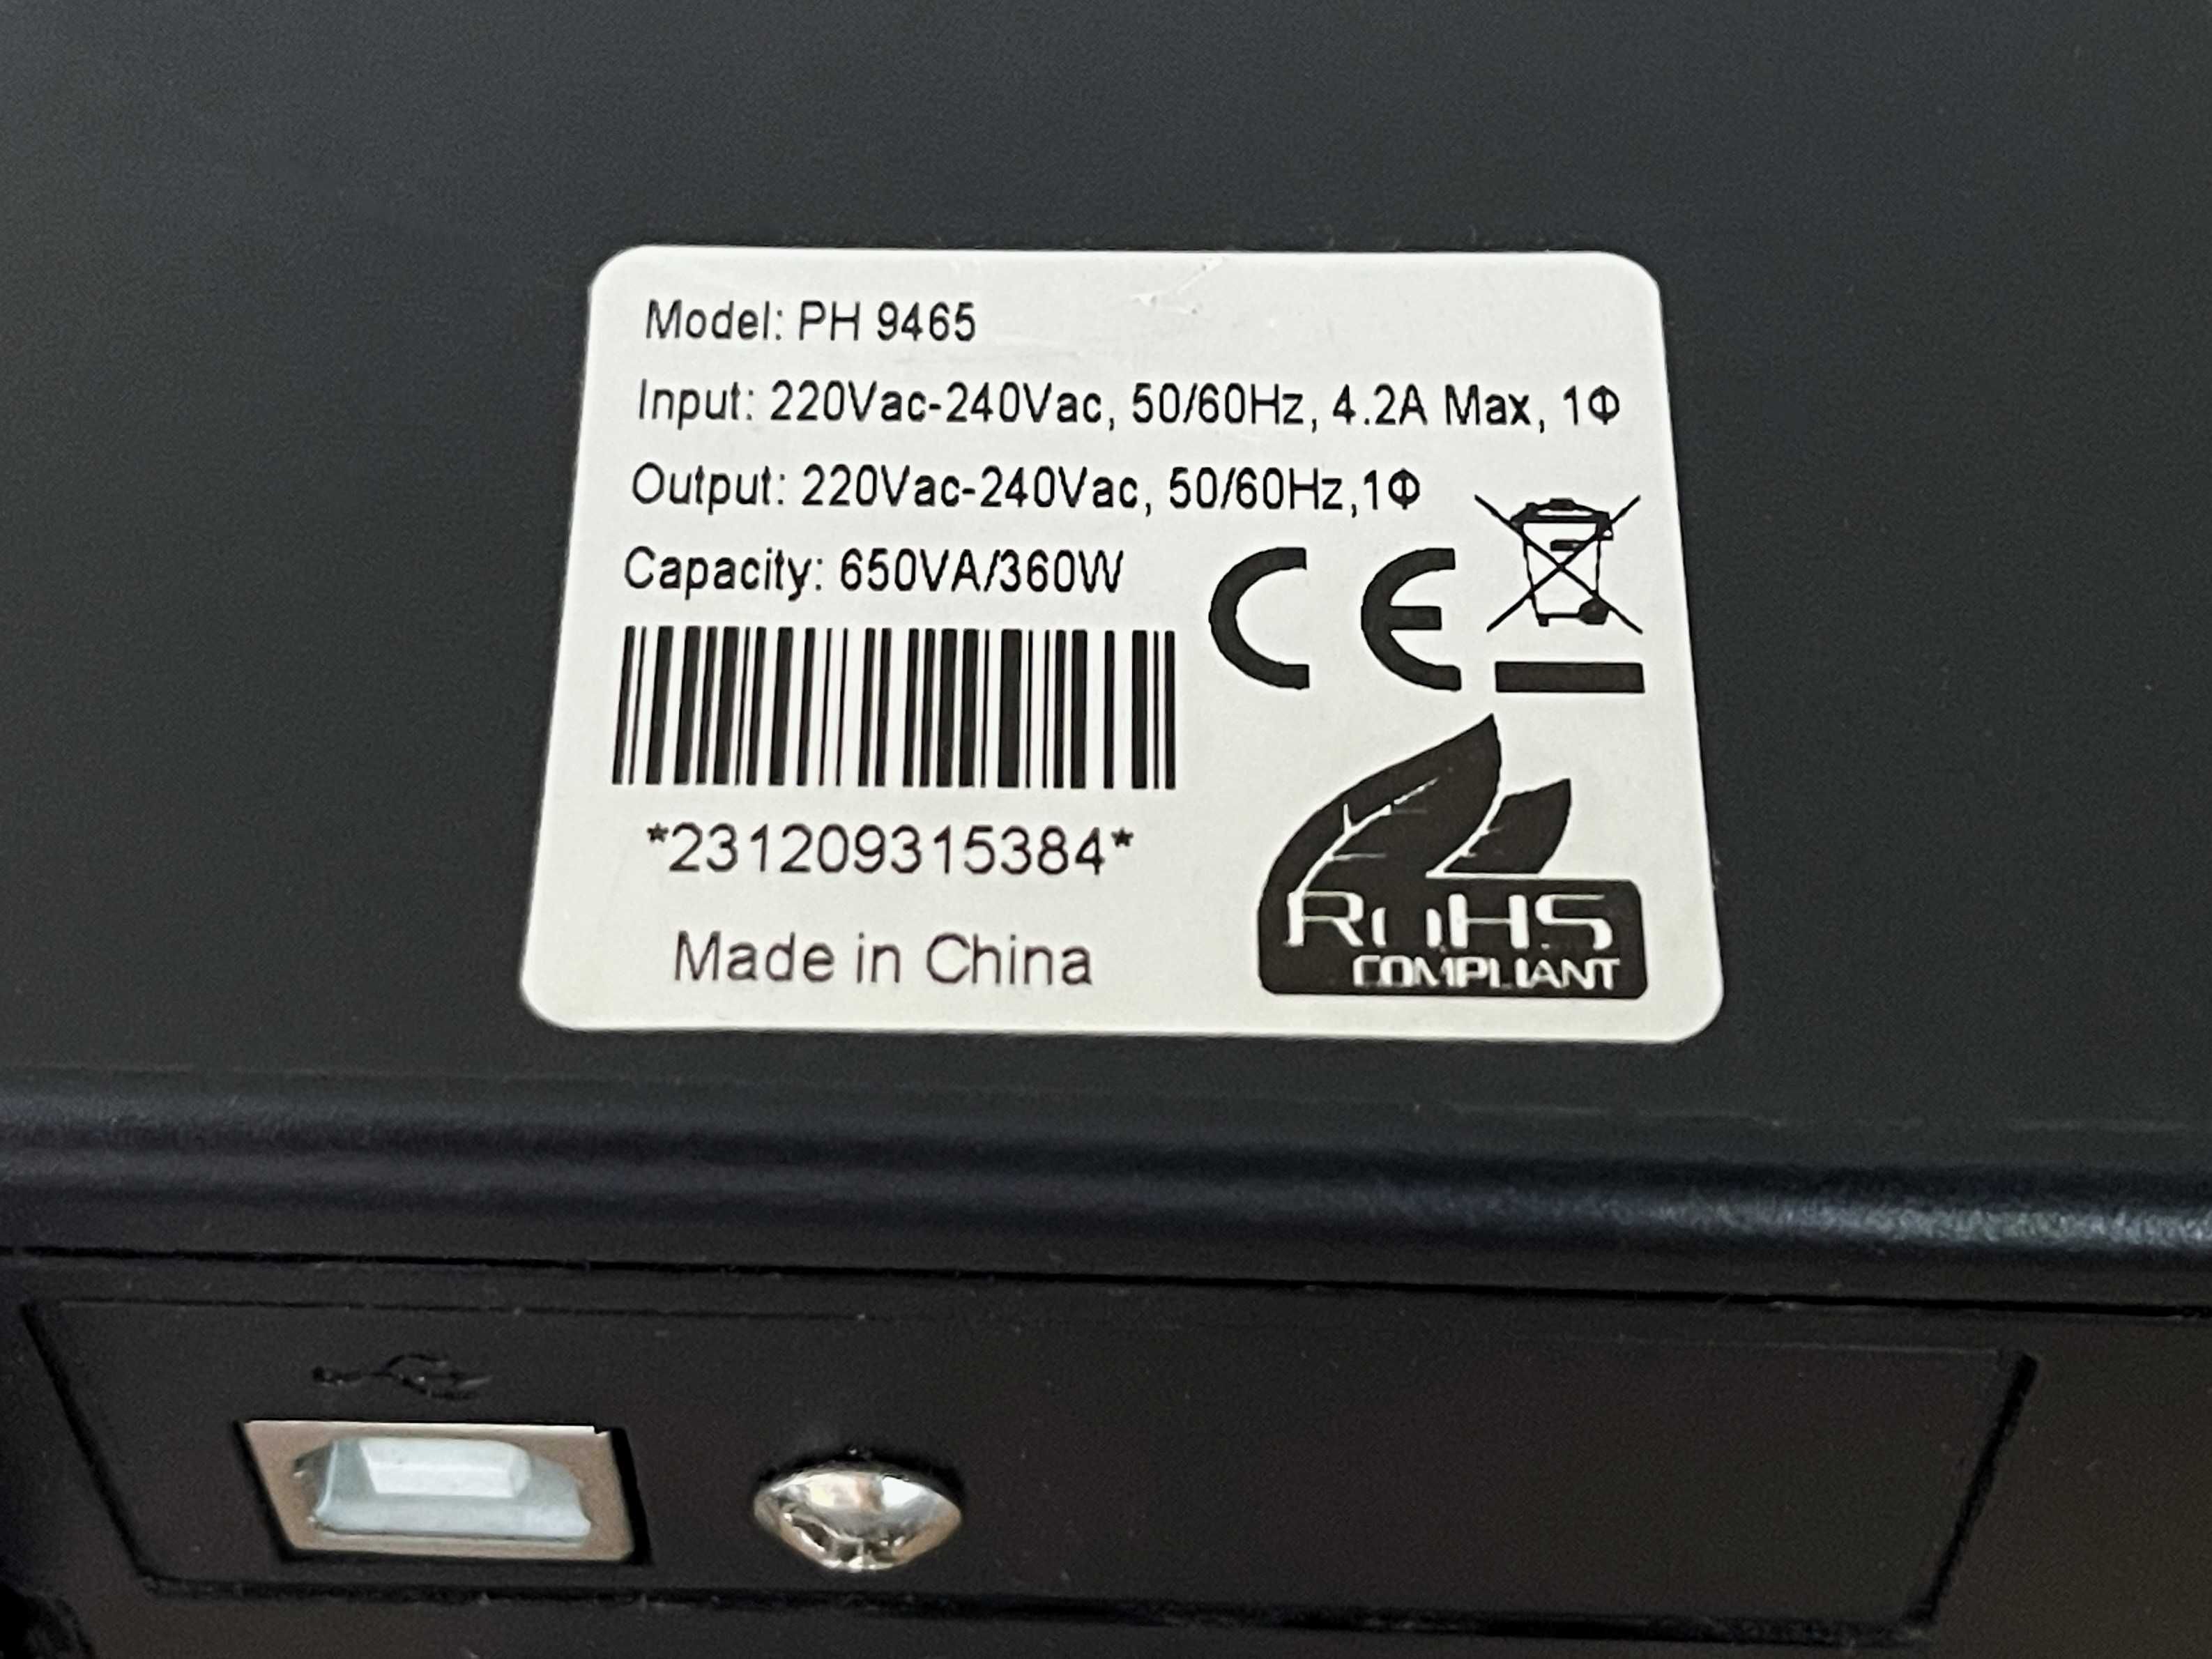 Model: PH 9465
Input: 220Vac-240Vac, 50/60Hz, 4.2A Max, 1Φ
Output: 220Vac-240Vac, 50/60Hz,1Φ
Capacity: 650VA/360W
CE
*231209315384*
Made in China
RoHS
COMPLIANT